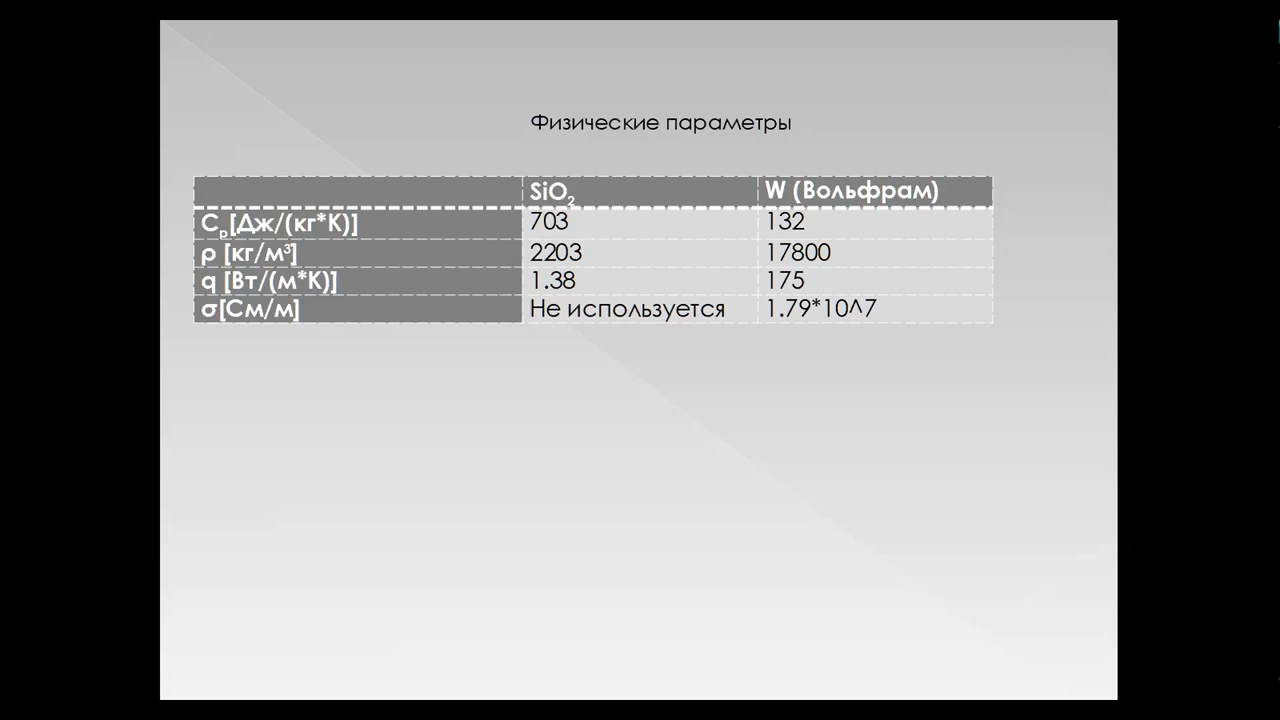 Физические параметры
SiO₂ W (Вольфрам)
Cₚ[Дж/(кг*К)] 703 132
ρ [кг/м³] 2203 17800
q [Вт/(м*К)] 1.38 175
σ[См/м] Не используется 1.79*10^7